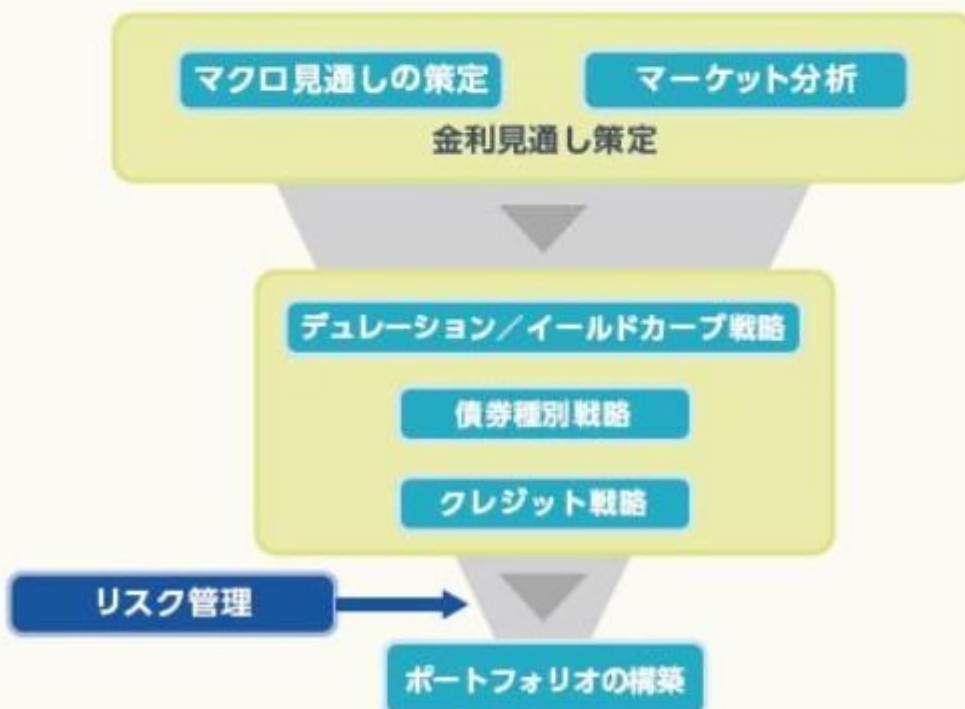 マクロ見通しの策定
マーケット分析
金利見通し策定
デュレーション／イールドカーブ戦略
債券種別戦略
クレジット戦略
リスク管理
ポートフォリオの構築